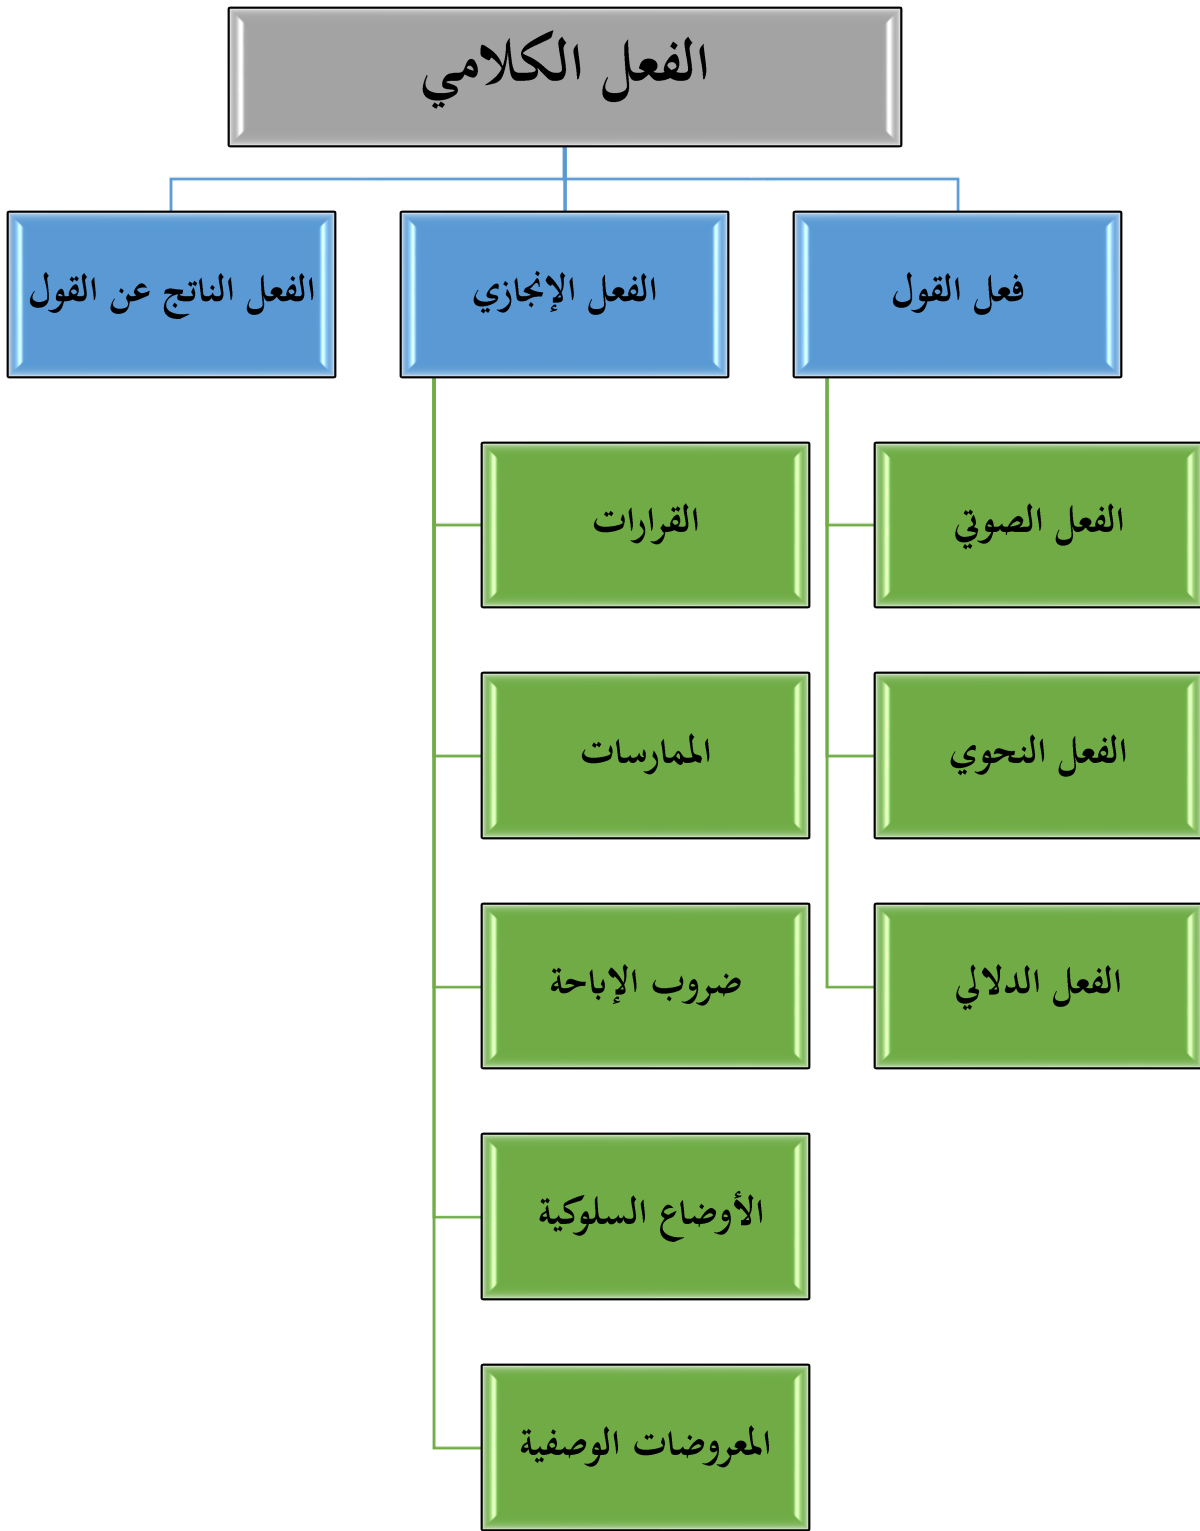 الفعل الكلامي
فعل القول
الفعل الإنجازي
الفعل الناتج عن القول
الفعل الصوتي
الفعل النحوي
الفعل الدلالي
القرارات
الممارسات
ضروب الإباحة
الأوضاع السلوكية
المعروضات الوصفية